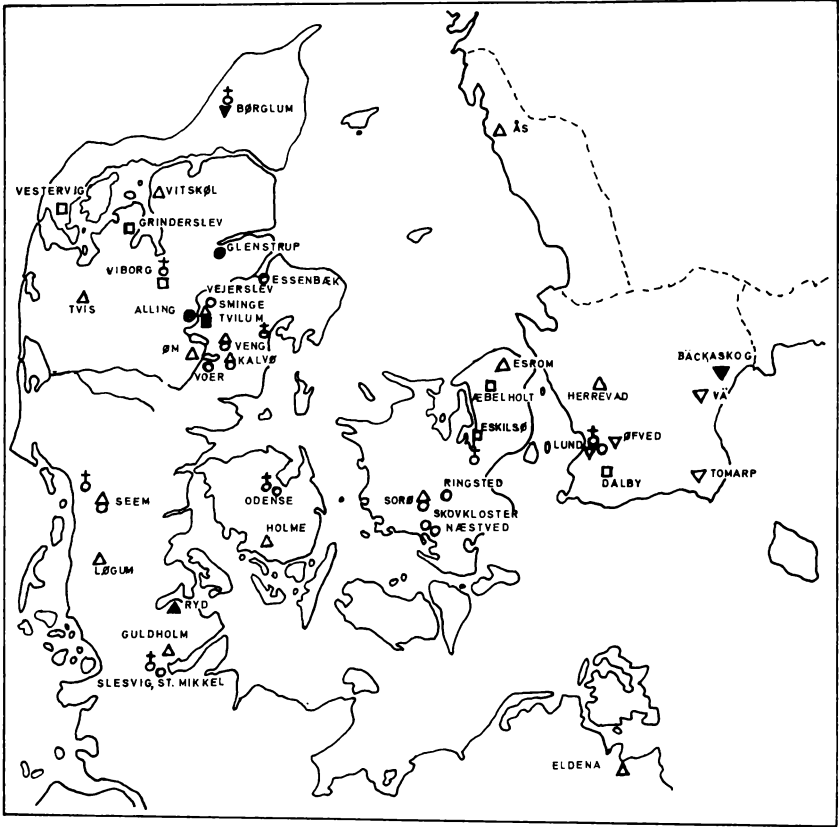 BØRGLUM
ÅS
VESTERVIG
VITSKØL
GRINDERSLEV
GLENSTRUP
VIBORG
ESSENBÆK
VEJERSLEV
TVIS
SMINGE
ALLING
TVILUM
ØM
VENG
KALVØ
VOER
ESROM
BÄCKASKOG
ÆBELHOLT
HERREVAD
VÄ
ESKILSØ
LUND
ØFVED
DALBY
TOMARP
RINGSTED
SORØ
SEEM
ODENSE
SKOVKLOSTER
NÆSTVED
HOLME
LØGUM
RYD
GULDHOLM
SLESVIG, ST. MIKKEL
ELDENA